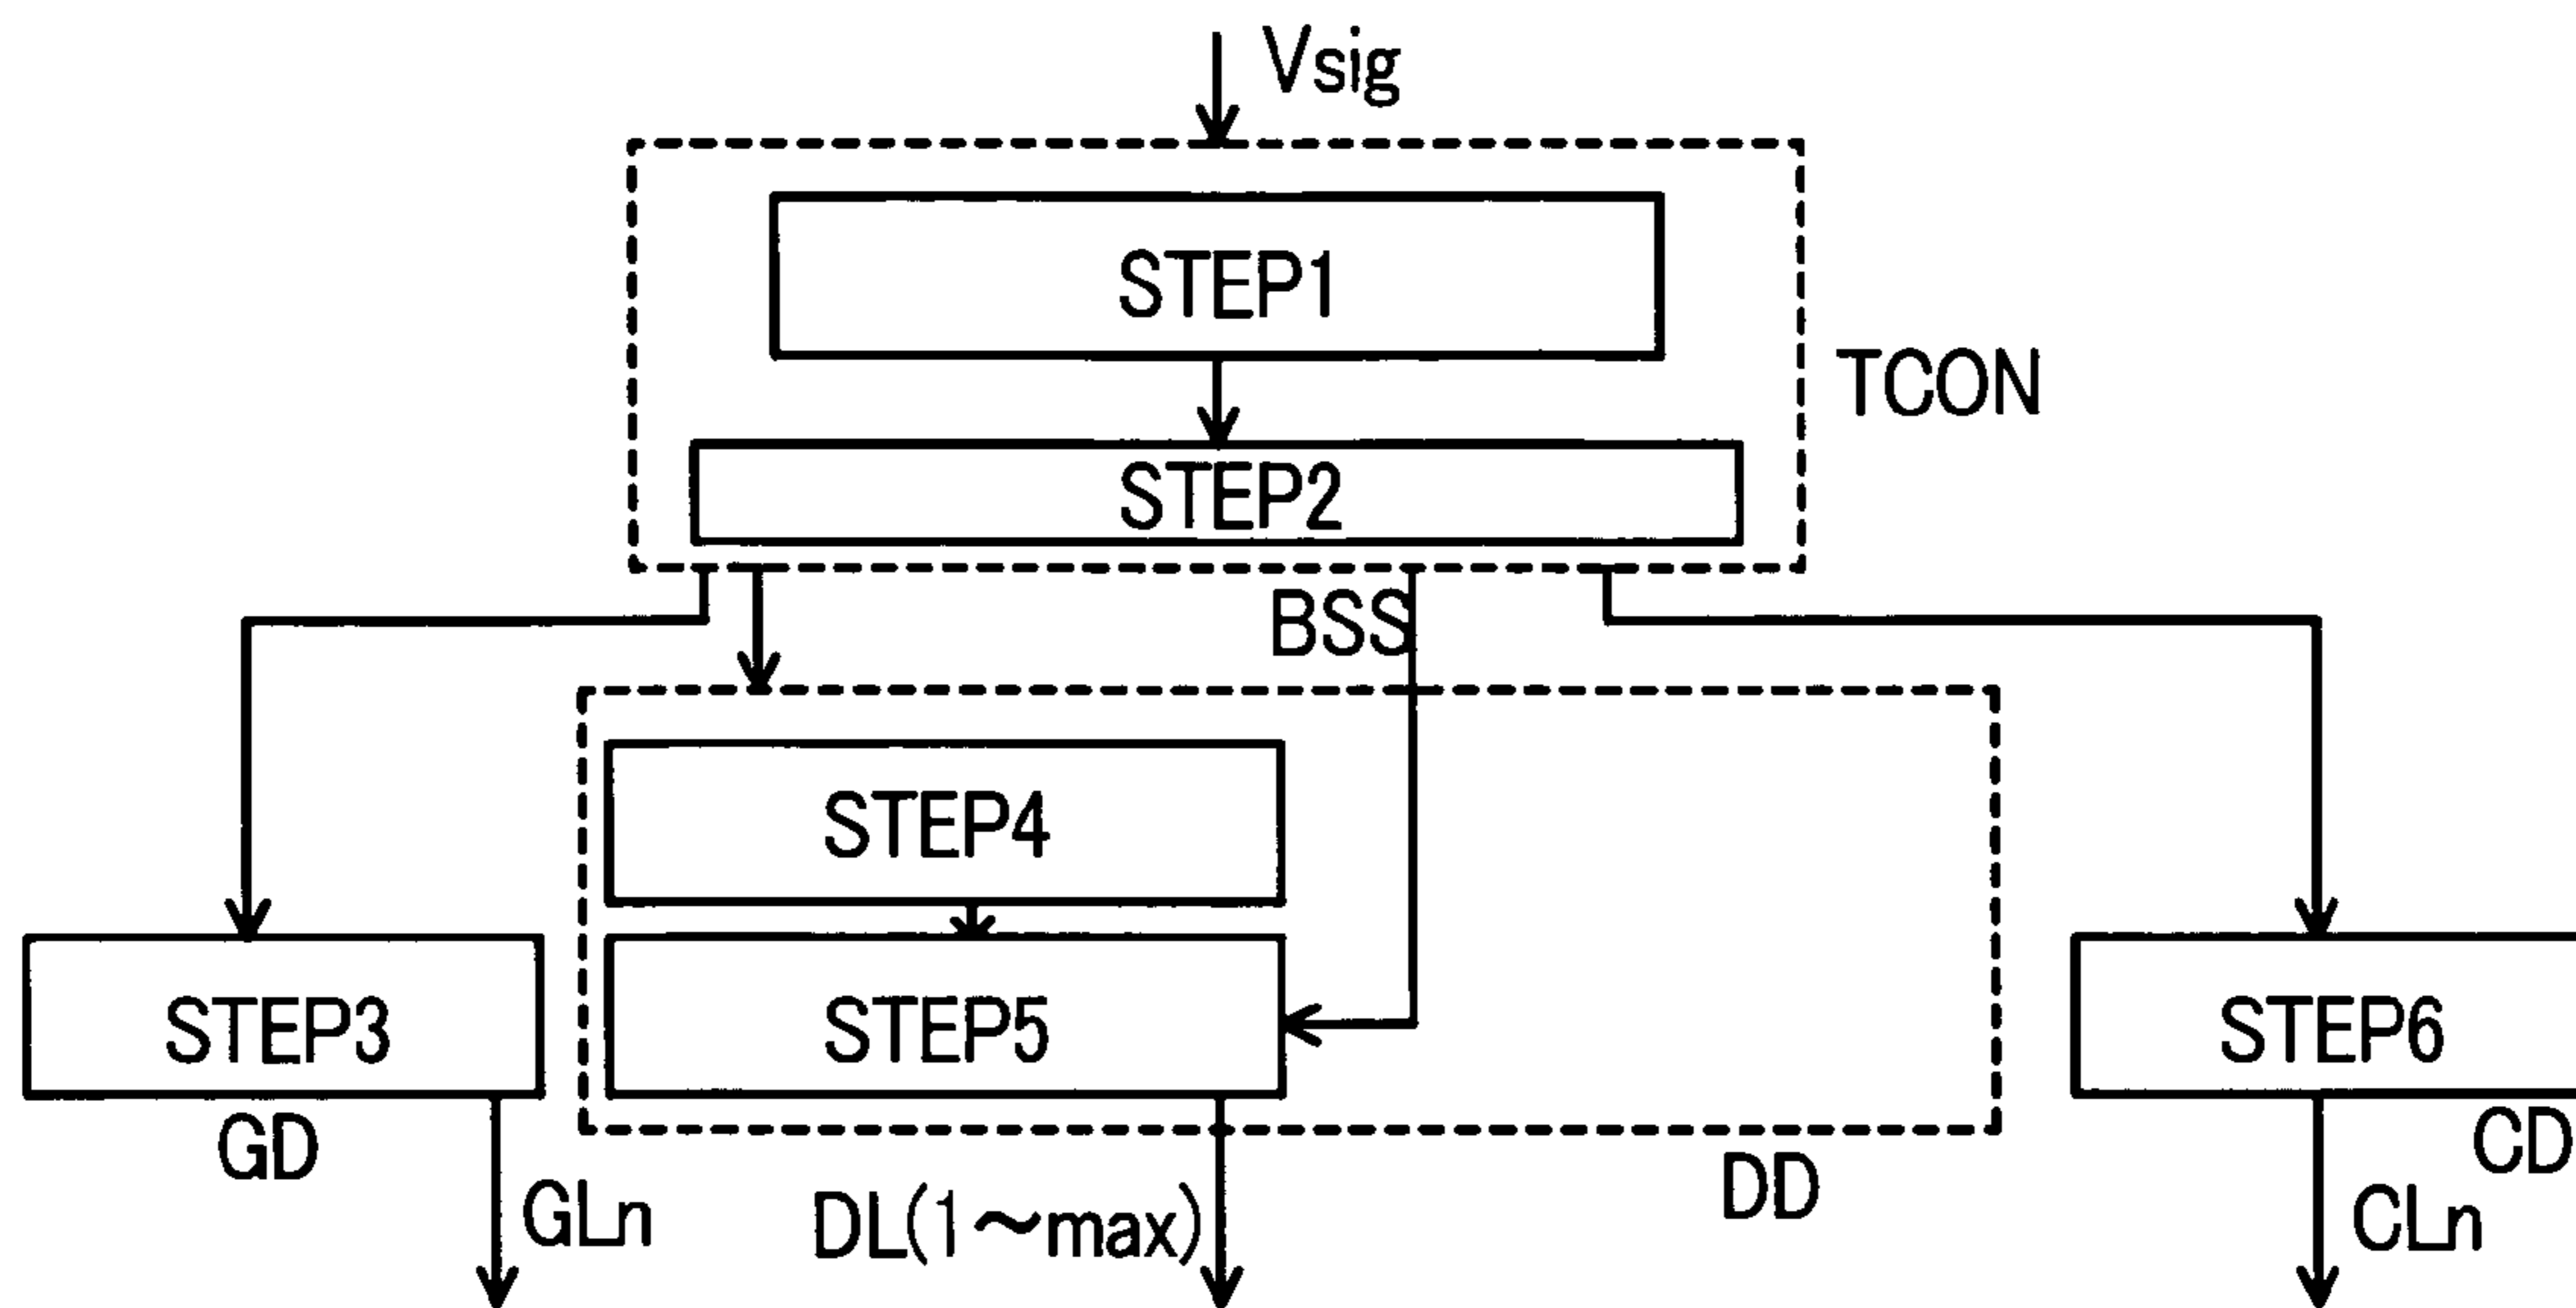 Vsig
STEP1
TCON
STEP2
BSS
STEP4
STEP3
STEP5
STEP6
GD
DD
CD
GLn
DL(1～max)
CLn